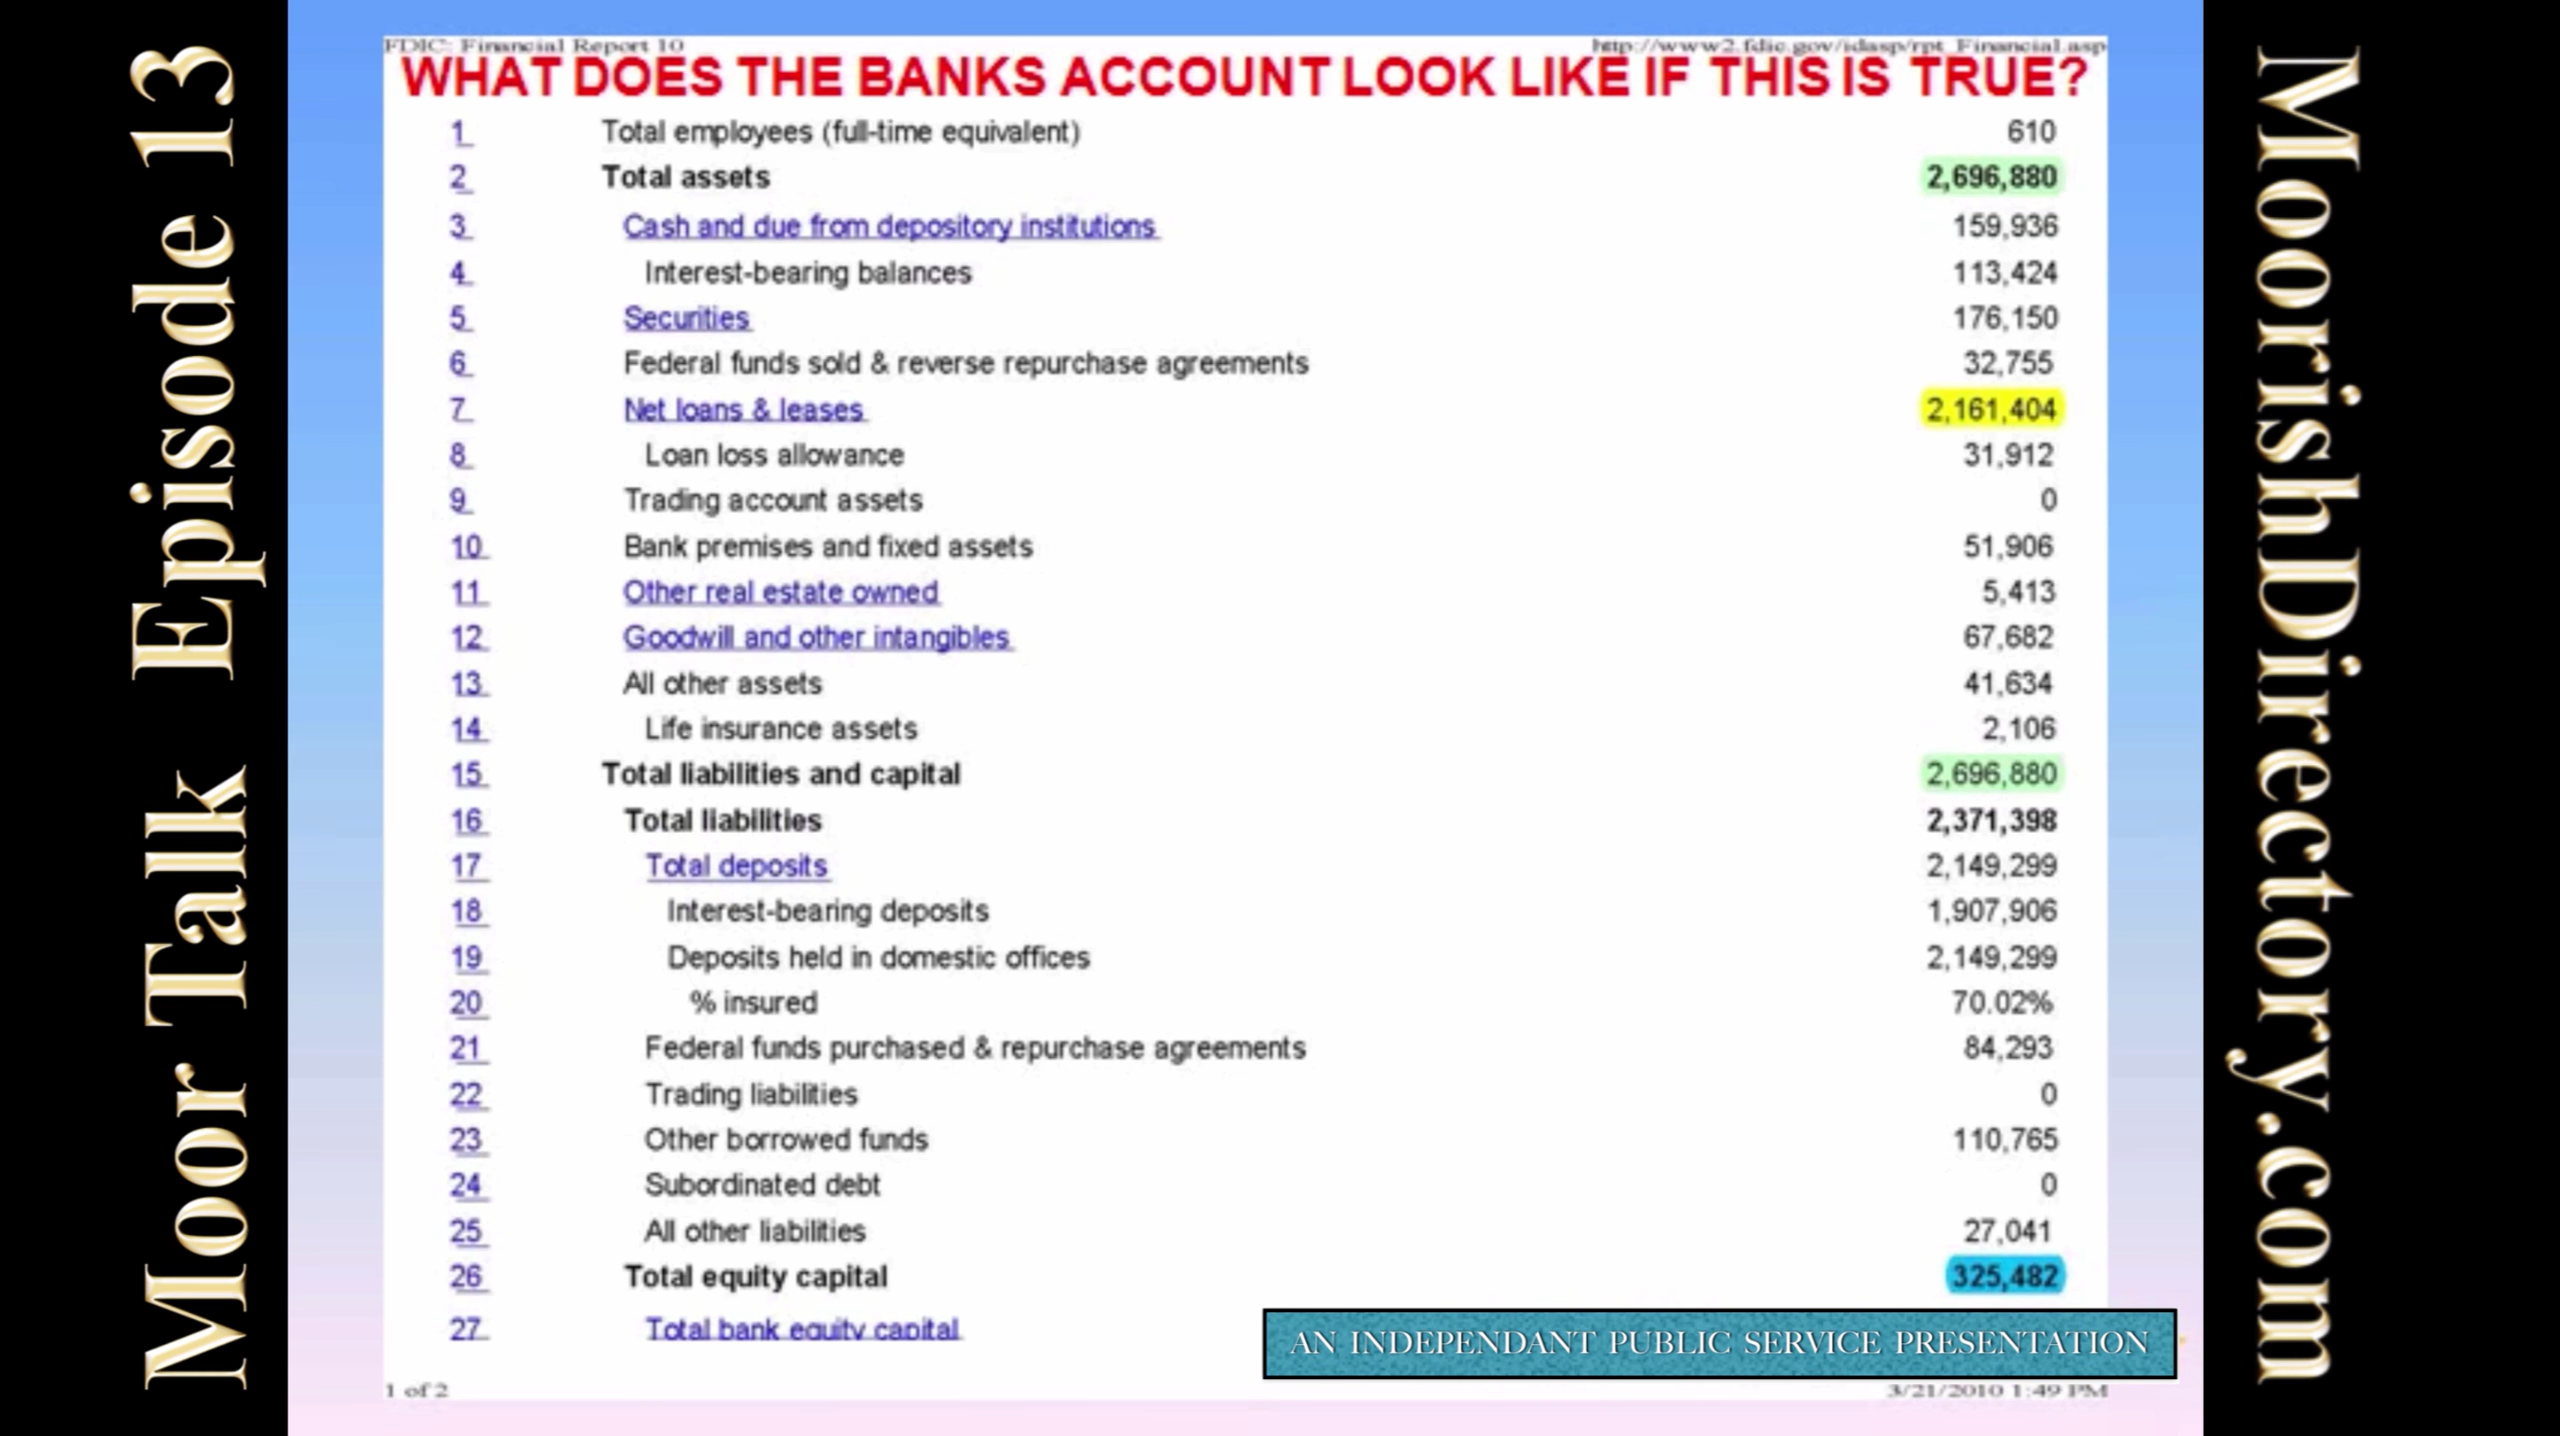 Moor Talk Episode 13
FDIC: Financial Report 10 http://www2.fdic.gov/idasp/rpt_Financial.asp
WHAT DOES THE BANKS ACCOUNT LOOK LIKE IF THIS IS TRUE?
1 Total employees (full-time equivalent) 610
2 Total assets 2,696,880
3 Cash and due from depository institutions 159,936
4 Interest-bearing balances 113,424
5 Securities 176,150
6 Federal funds sold & reverse repurchase agreements 32,755
7 Net loans & leases 2,161,404
8 Loan loss allowance 31,912
9 Trading account assets 0
10 Bank premises and fixed assets 51,906
11 Other real estate owned 5,413
12 Goodwill and other intangibles 67,682
13 All other assets 41,634
14 Life insurance assets 2,106
15 Total liabilities and capital 2,696,880
16 Total liabilities 2,371,398
17 Total deposits 2,149,299
18 Interest-bearing deposits 1,907,906
19 Deposits held in domestic offices 2,149,299
20 % insured 70.02%
21 Federal funds purchased & repurchase agreements 84,293
22 Trading liabilities 0
23 Other borrowed funds 110,765
24 Subordinated debt 0
25 All other liabilities 27,041
26 Total equity capital 325,482
27 Total bank equity capital
AN INDEPENDANT PUBLIC SERVICE PRESENTATION
1 of 2 3/21/2010 1:49 PM
MoorishDirectory.com